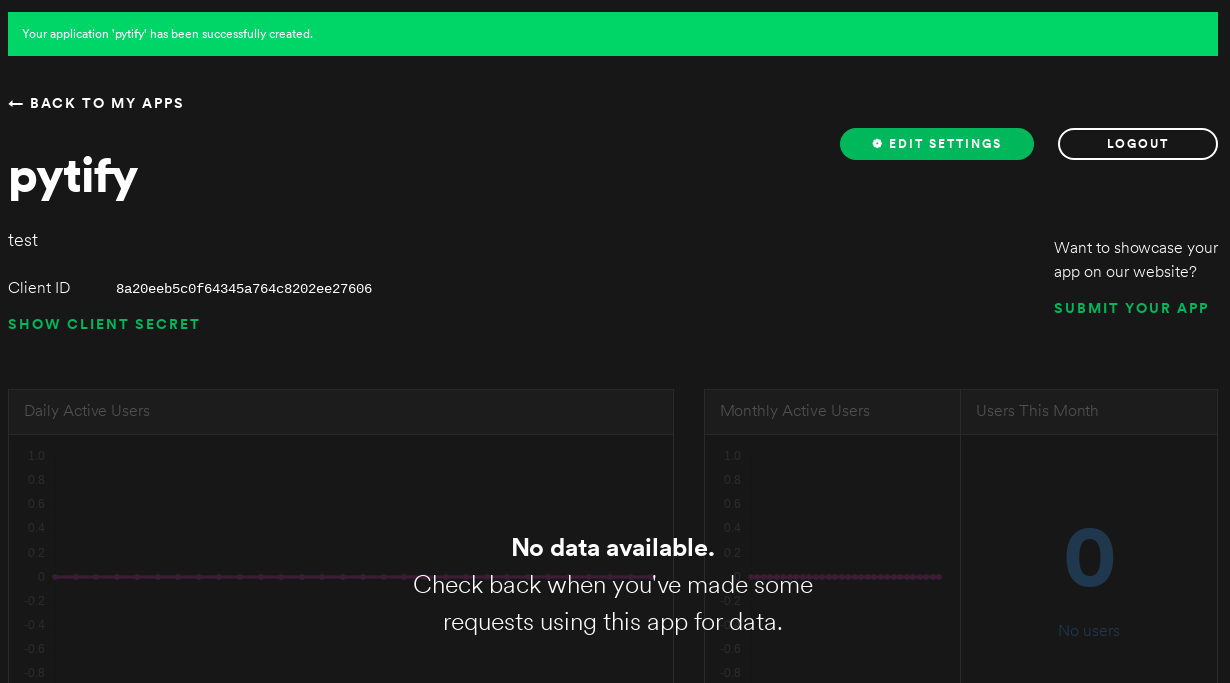 Your application 'pytify' has been successfully created.
← BACK TO MY APPS
EDIT SETTINGS
LOGOUT
pytify
test
Want to showcase your
app on our website?
Client ID 8a20eeb5c0f64345a764c8202ee27606
SUBMIT YOUR APP
SHOW CLIENT SECRET
Daily Active Users
1.0
0.8
0.6
0.4
0.2
0
-0.2
-0.4
-0.6
-0.8
Monthly Active Users
1.0
0.8
0.6
0.4
0.2
0
-0.2
-0.4
-0.6
-0.8
Users This Month
0
No users
No data available.
Check back when you've made some
requests using this app for data.